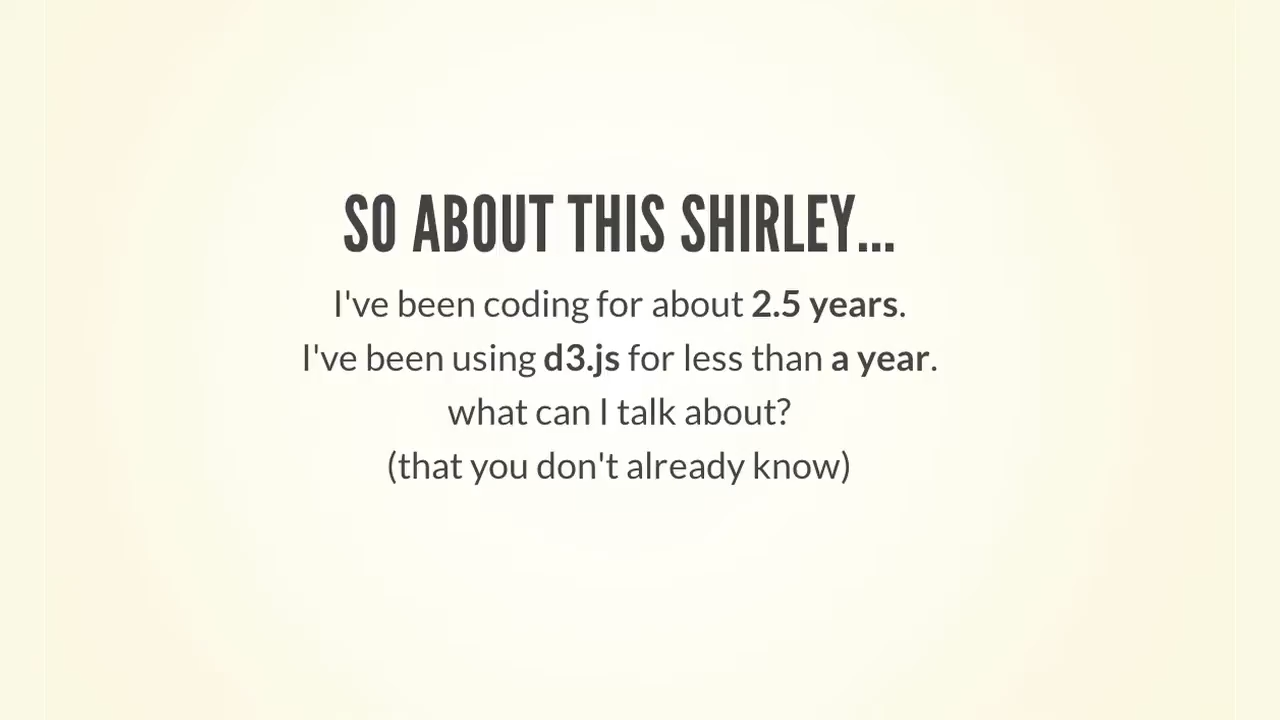 SO ABOUT THIS SHIRLEY...
I've been coding for about 2.5 years.
I've been using d3.js for less than a year.
what can I talk about?
(that you don't already know)